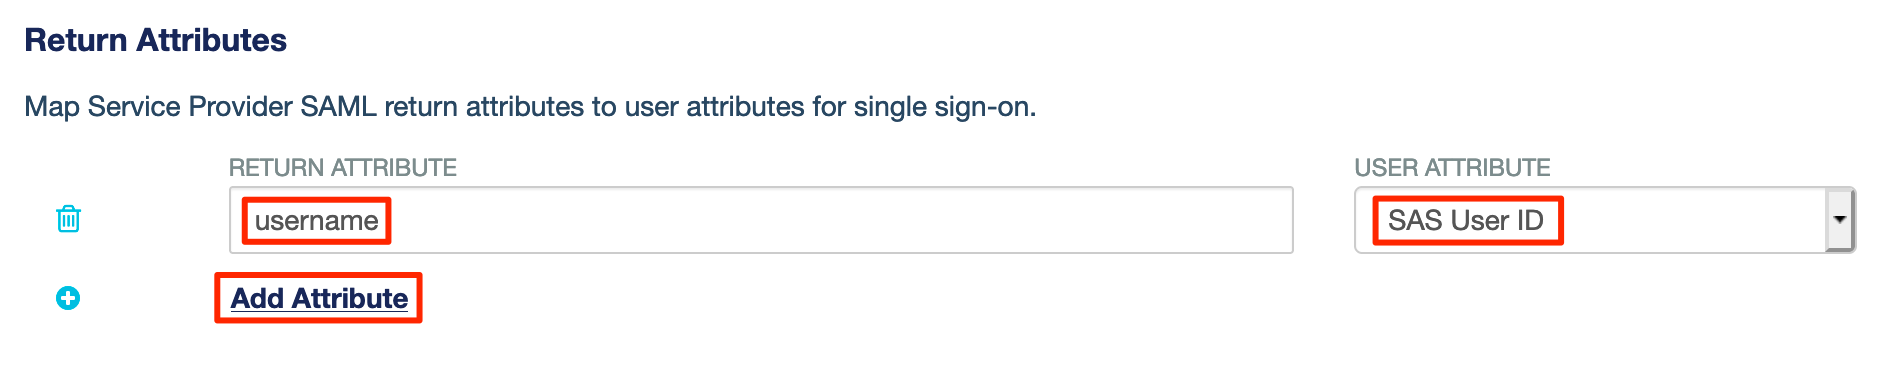 Return Attributes
Map Service Provider SAML return attributes to user attributes for single sign-on.
RETURN ATTRIBUTE USER ATTRIBUTE
username SAS User ID
Add Attribute